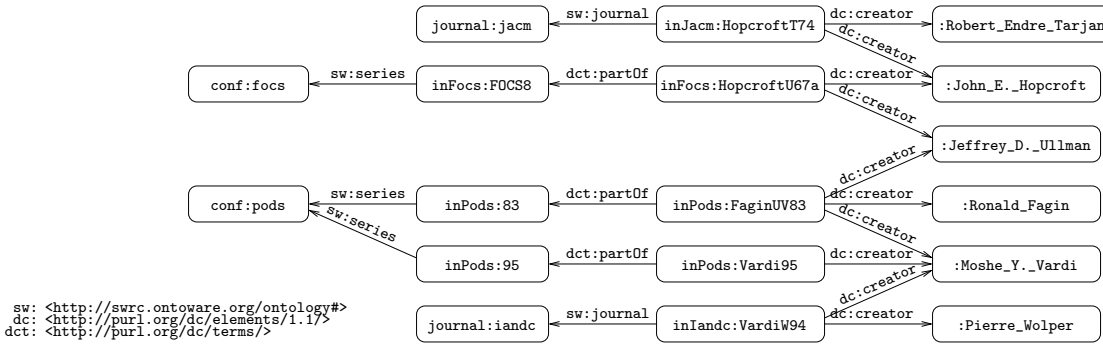 journal:jacm sw:journal inJacm:HopcroftT74 dc:creator :Robert_Endre_Tarjan
dc:creator
conf:focs sw:series inFocs:FOCS8 dct:partOf inFocs:HopcroftU67a dc:creator :John_E._Hopcroft
dc:creator
:Jeffrey_D._Ullman
dc:creator
conf:pods sw:series inPods:83 dct:partOf inPods:FaginUV83 dc:creator :Ronald_Fagin
sw:series dc:creator
inPods:95 dct:partOf inPods:Vardi95 dc:creator :Moshe_Y._Vardi
dc:creator
journal:iandc sw:journal inIandc:VardiW94 dc:creator :Pierre_Wolper
sw: <http://swrc.ontoware.org/ontology#>
dc: <http://purl.org/dc/elements/1.1/>
dct: <http://purl.org/dc/terms/>